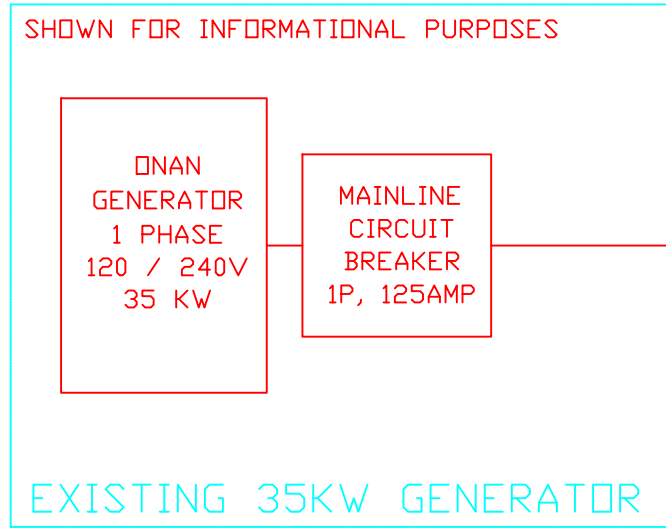 SHOWN FOR INFORMATIONAL PURPOSES
ONAN
GENERATOR
1 PHASE
120 / 240V
35 KW
MAINLINE
CIRCUIT
BREAKER
1P, 125AMP
EXISTING 35KW GENERATOR